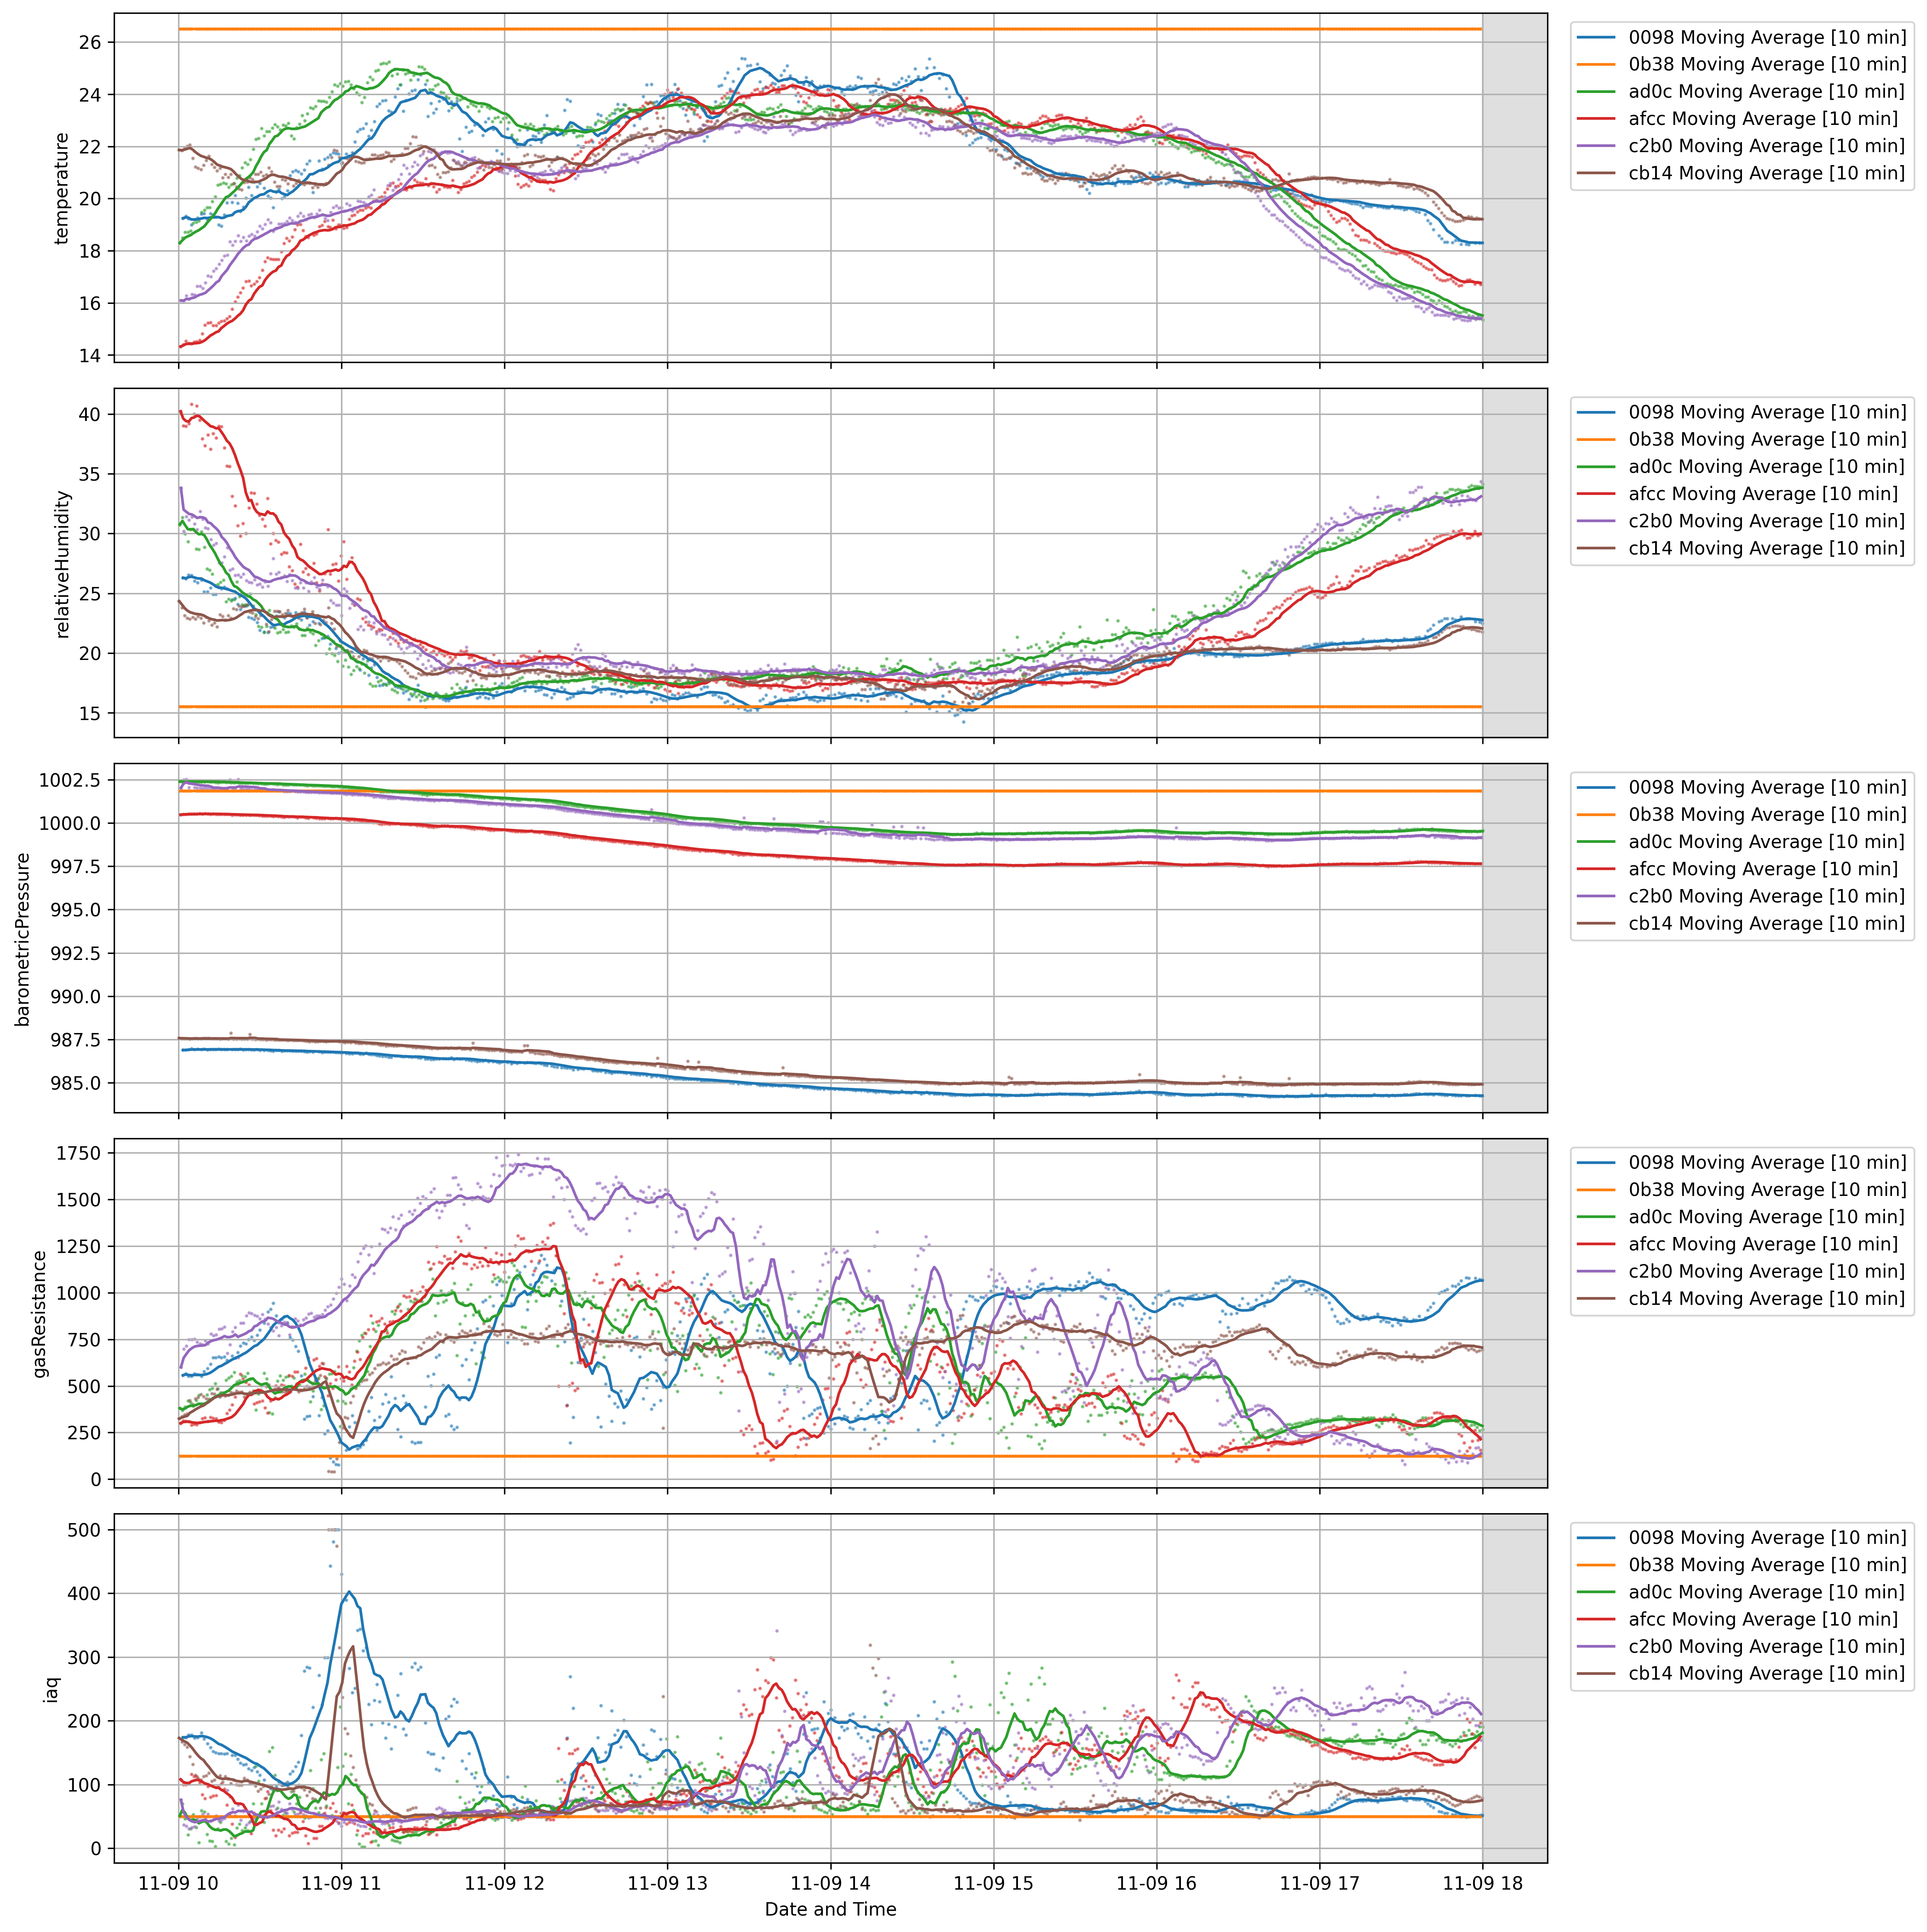 temperature
26
24
22
20
18
16
14
0098 Moving Average [10 min]
0b38 Moving Average [10 min]
ad0c Moving Average [10 min]
afcc Moving Average [10 min]
c2b0 Moving Average [10 min]
cb14 Moving Average [10 min]
relativeHumidity
40
35
30
25
20
15
0098 Moving Average [10 min]
0b38 Moving Average [10 min]
ad0c Moving Average [10 min]
afcc Moving Average [10 min]
c2b0 Moving Average [10 min]
cb14 Moving Average [10 min]
barometricPressure
1002.5
1000.0
997.5
995.0
992.5
990.0
987.5
985.0
0098 Moving Average [10 min]
0b38 Moving Average [10 min]
ad0c Moving Average [10 min]
afcc Moving Average [10 min]
c2b0 Moving Average [10 min]
cb14 Moving Average [10 min]
gasResistance
1750
1500
1250
1000
750
500
250
0
0098 Moving Average [10 min]
0b38 Moving Average [10 min]
ad0c Moving Average [10 min]
afcc Moving Average [10 min]
c2b0 Moving Average [10 min]
cb14 Moving Average [10 min]
iaq
500
400
300
200
100
0
0098 Moving Average [10 min]
0b38 Moving Average [10 min]
ad0c Moving Average [10 min]
afcc Moving Average [10 min]
c2b0 Moving Average [10 min]
cb14 Moving Average [10 min]
11-09 10 11-09 11 11-09 12 11-09 13 11-09 14 11-09 15 11-09 16 11-09 17 11-09 18
Date and Time